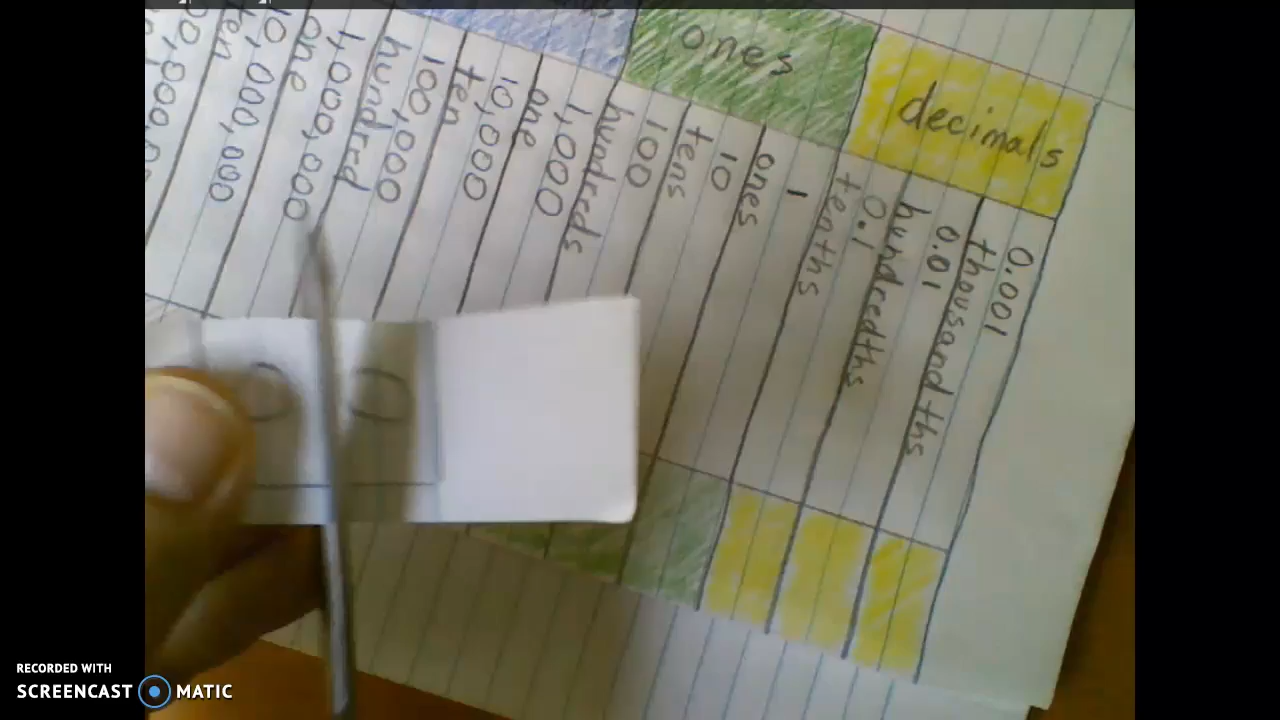 ones
decimals
0.001
thousandths
0.01
hundredths
0.1
tenths
1
ones
10
tens
100
hundreds
1,000
one
10,000
ten
100,000
hundred
1,000,000
one
10,000,000
ten
0 0
RECORDED WITH
SCREENCAST MATIC